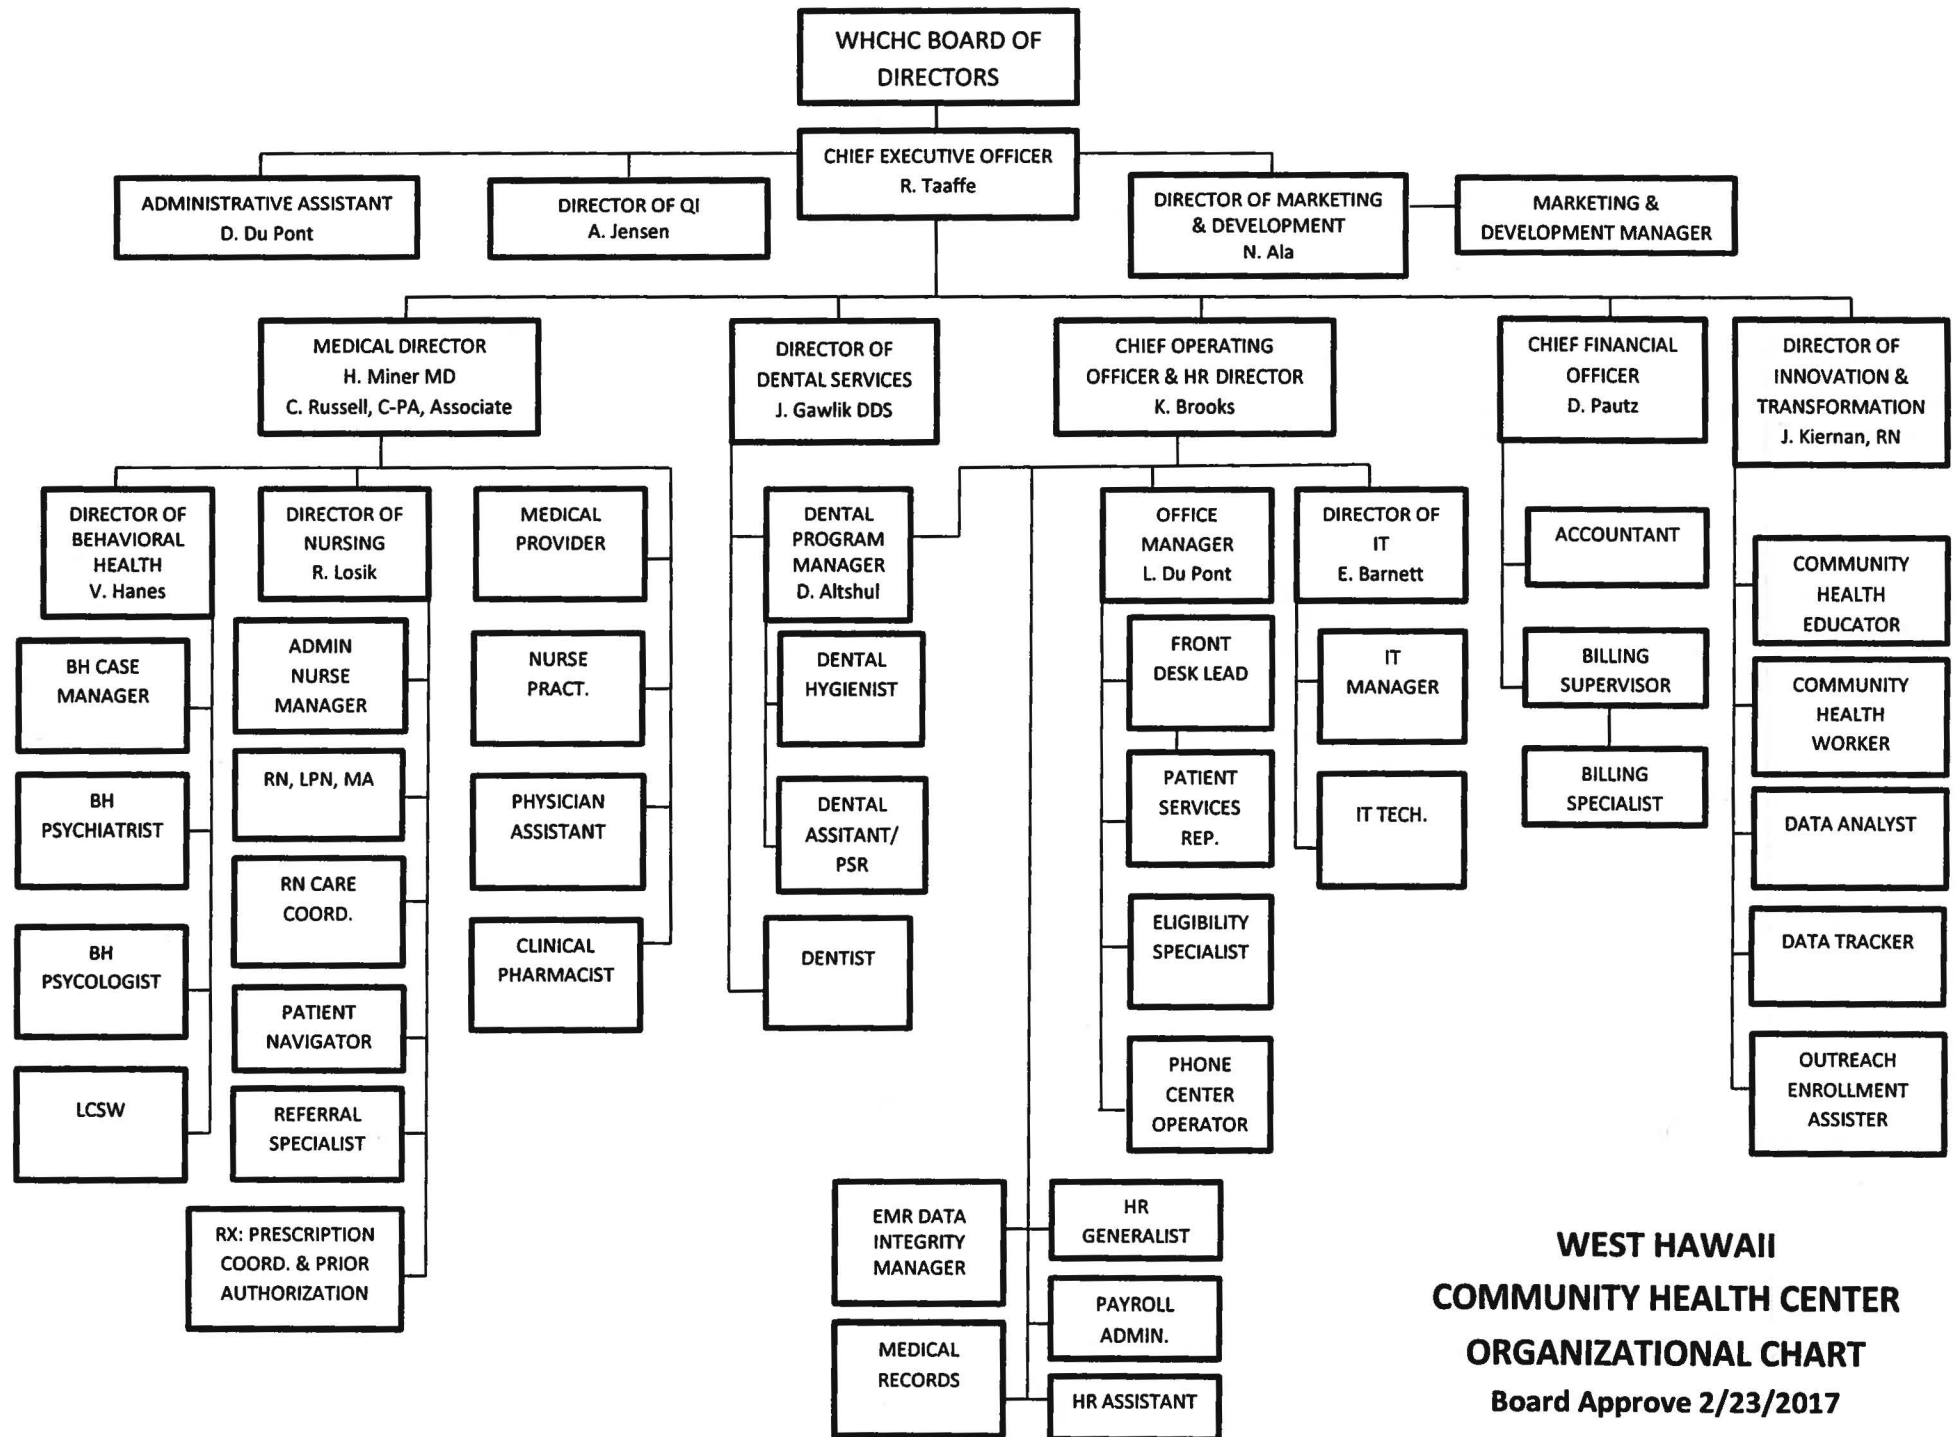 WHCHC BOARD OF
DIRECTORS
CHIEF EXECUTIVE OFFICER
R. Taaffe
ADMINISTRATIVE ASSISTANT
D. Du Pont
DIRECTOR OF QI
A. Jensen
DIRECTOR OF MARKETING
& DEVELOPMENT
N. Ala
MARKETING &
DEVELOPMENT MANAGER
MEDICAL DIRECTOR
H. Miner MD
C. Russell, C-PA, Associate
DIRECTOR OF
DENTAL SERVICES
J. Gawlik DDS
CHIEF OPERATING
OFFICER & HR DIRECTOR
K. Brooks
CHIEF FINANCIAL
OFFICER
D. Pautz
DIRECTOR OF
INNOVATION &
TRANSFORMATION
J. Kiernan, RN
DIRECTOR OF
BEHAVIORAL
HEALTH
V. Hanes
BH CASE
MANAGER
BH
PSYCHIATRIST
BH
PSYCOLOGIST
LCSW
DIRECTOR OF
NURSING
R. Losik
ADMIN
NURSE
MANAGER
RN, LPN, MA
RN CARE
COORD.
PATIENT
NAVIGATOR
REFERRAL
SPECIALIST
RX: PRESCRIPTION
COORD. & PRIOR
AUTHORIZATION
MEDICAL
PROVIDER
NURSE
PRACT.
PHYSICIAN
ASSISTANT
CLINICAL
PHARMACIST
DENTAL
PROGRAM
MANAGER
D. Altshul
DENTAL
HYGIENIST
DENTAL
ASSITANT/
PSR
DENTIST
OFFICE
MANAGER
L. Du Pont
FRONT
DESK LEAD
PATIENT
SERVICES
REP.
ELIGIBILITY
SPECIALIST
PHONE
CENTER
OPERATOR
DIRECTOR OF
IT
E. Barnett
IT
MANAGER
IT TECH.
ACCOUNTANT
BILLING
SUPERVISOR
BILLING
SPECIALIST
COMMUNITY
HEALTH
EDUCATOR
COMMUNITY
HEALTH
WORKER
DATA ANALYST
DATA TRACKER
OUTREACH
ENROLLMENT
ASSISTER
EMR DATA
INTEGRITY
MANAGER
MEDICAL
RECORDS
HR
GENERALIST
PAYROLL
ADMIN.
HR ASSISTANT
WEST HAWAII
COMMUNITY HEALTH CENTER
ORGANIZATIONAL CHART
Board Approve 2/23/2017